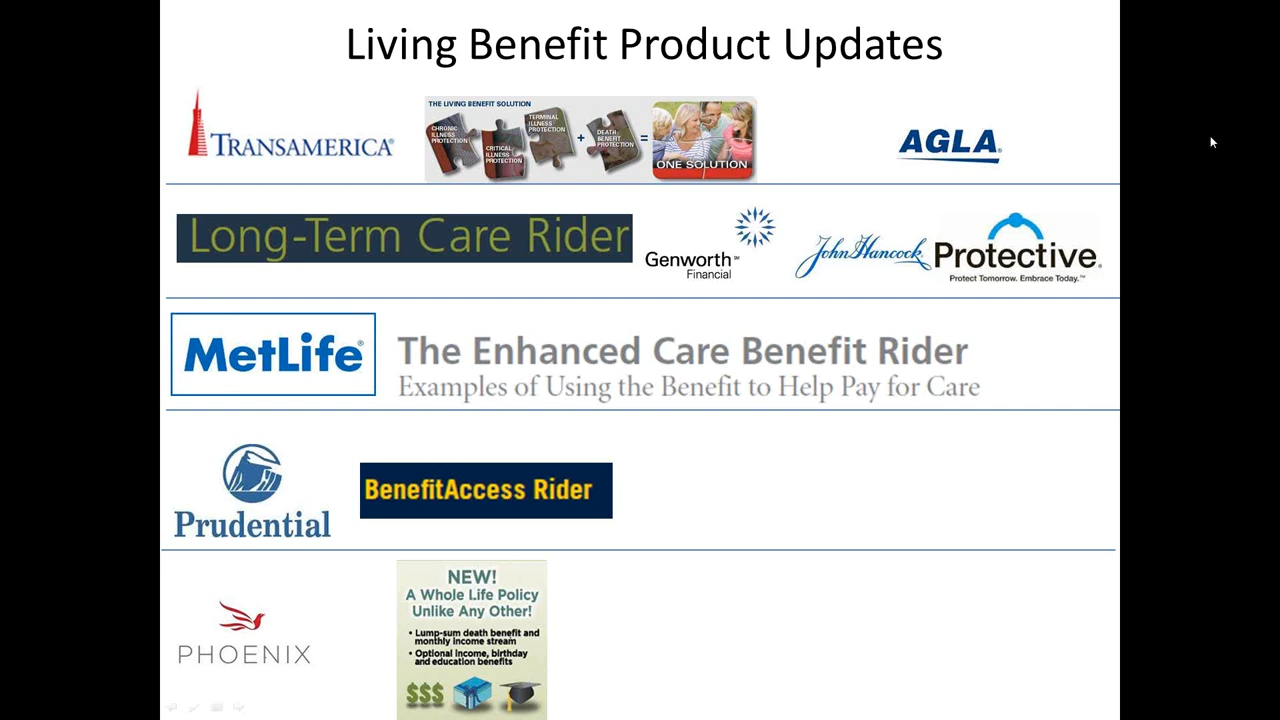 Living Benefit Product Updates
TRANSAMERICA®
THE LIVING BENEFIT SOLUTION
CHRONIC
ILLNESS
PROTECTION
CRITICAL
ILLNESS
PROTECTION
TERMINAL
ILLNESS
PROTECTION
+
DEATH
BENEFIT
PROTECTION
=
ONE SOLUTION
AGLA®
Long-Term Care Rider
Genworth℠
Financial
John Hancock®
Protective®
Protect Tomorrow. Embrace Today.™
MetLife®
The Enhanced Care Benefit Rider
Examples of Using the Benefit to Help Pay for Care
Prudential
BenefitAccess Rider
PHOENIX
NEW!
A Whole Life Policy
Unlike Any Other!
• Lump-sum death benefit and
monthly income stream
• Optional income, birthday
and education benefits
$$$